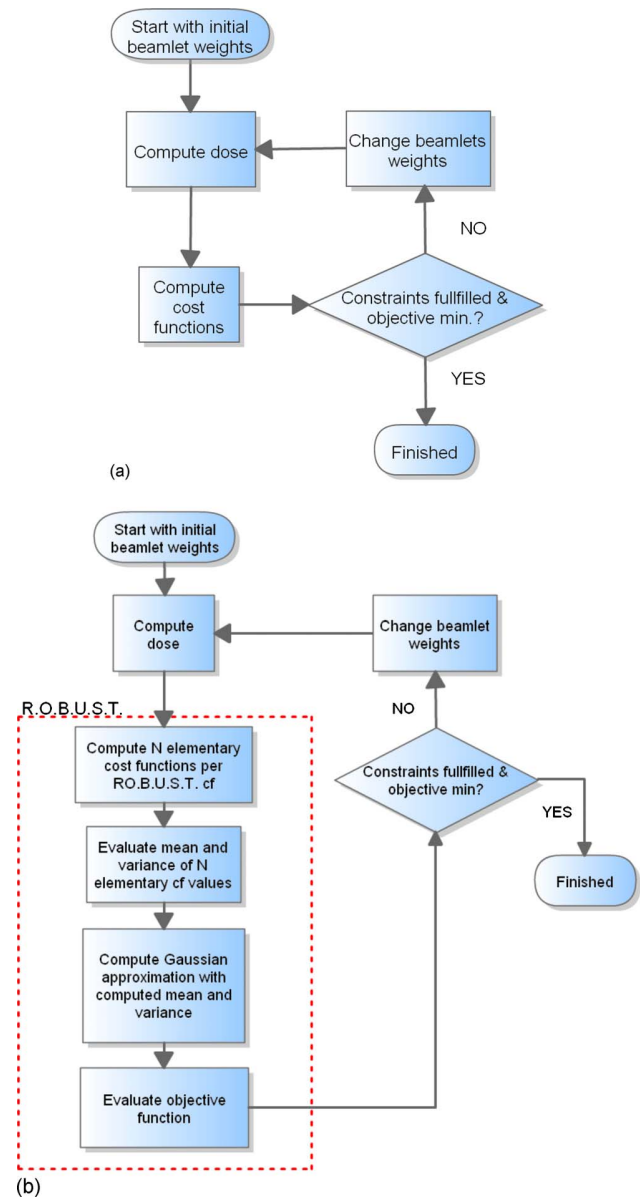 Start with initial
beamlet weights
Compute dose
Change beamlets
weights
NO
Compute
cost
functions
Constraints fullfilled &
objective min.?
YES
Finished
(a)
Start with initial
beamlet weights
Compute
dose
Change beamlet
weights
R.O.B.U.S.T.
NO
Compute N elementary
cost functions per
RO.B.U.S.T. cf
Constraints fullfilled &
objective min?
YES
Evaluate mean and
variance of N
elementary cf values
Finished
Compute Gaussian
approximation with
computed mean and
variance
Evaluate objective
function
(b)